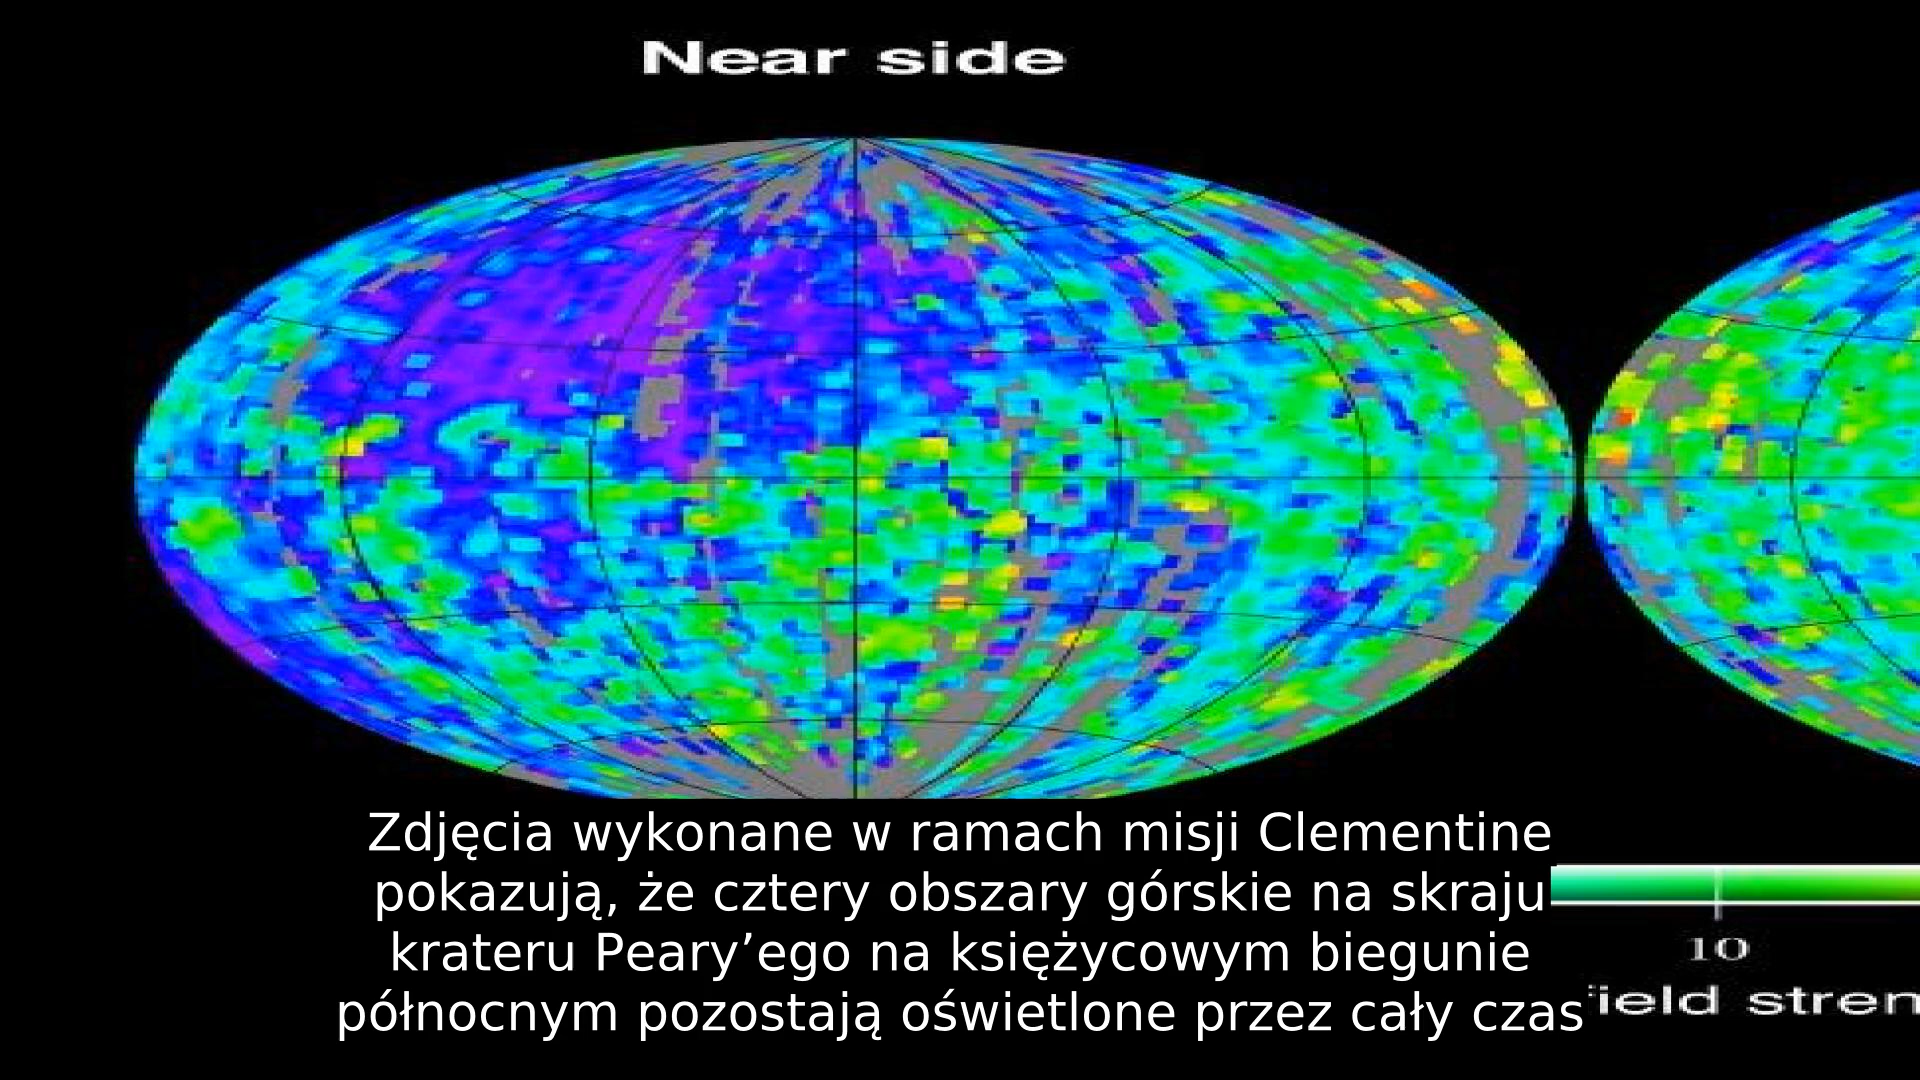 Near side
Zdjęcia wykonane w ramach misji Clementine
pokazują, że cztery obszary górskie na skraju
krateru Peary’ego na księżycowym biegunie
północnym pozostają oświetlone przez cały czas
10